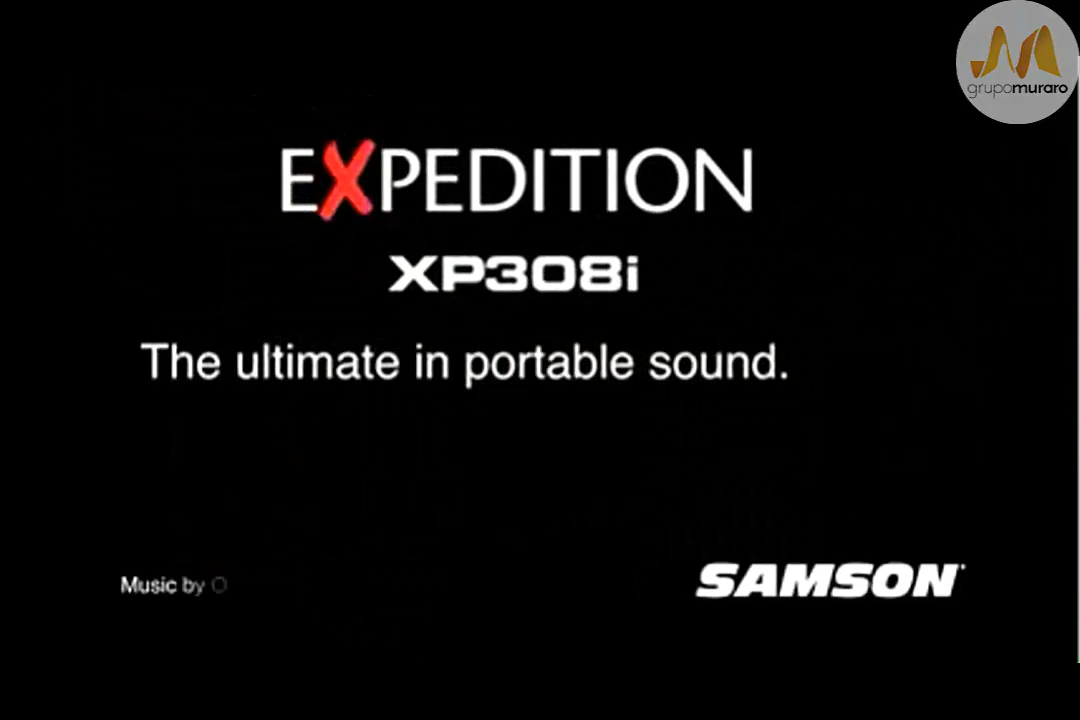 grupomuraro
EXPEDITION
XP308i
The ultimate in portable sound.
Music by
SAMSON